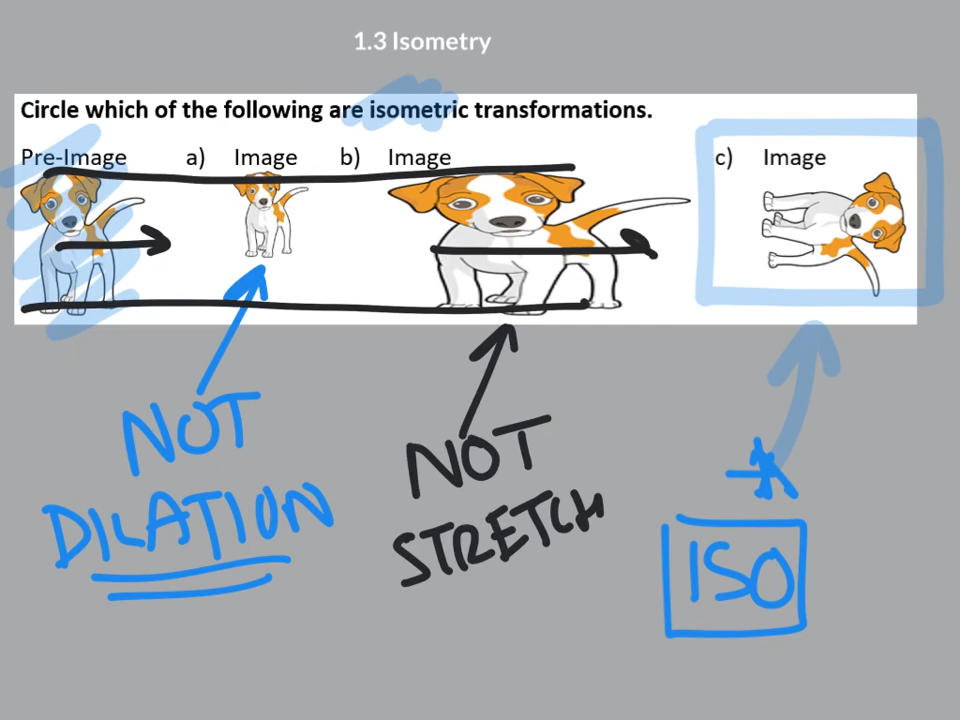 1.3 Isometry
Circle which of the following are isometric transformations.
Pre-Image a) Image b) Image c) Image
NOT
DILATION
NOT
STRETCH
ISO